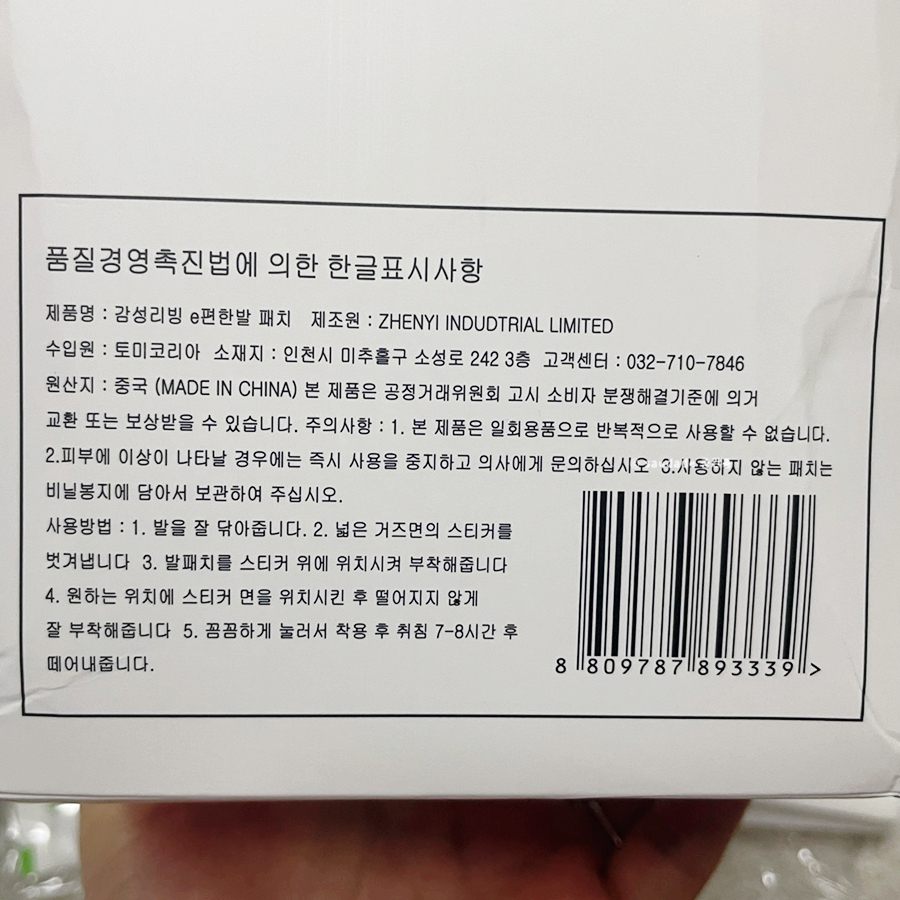 품질경영촉진법에 의한 한글표시사항
제품명 : 감성리빙 e편한발 패치 제조원 : ZHENYI INDUDTRIAL LIMITED
수입원 : 토미코리아 소재지 : 인천시 미추홀구 소성로 242 3층 고객센터 : 032-710-7846
원산지 : 중국 (MADE IN CHINA) 본 제품은 공정거래위원회 고시 소비자 분쟁해결기준에 의거
교환 또는 보상받을 수 있습니다. 주의사항 : 1. 본 제품은 일회용품으로 반복적으로 사용할 수 없습니다.
2.피부에 이상이 나타날 경우에는 즉시 사용을 중지하고 의사에게 문의하십시오 3.사용하지 않는 패치는
비닐봉지에 담아서 보관하여 주십시오.
사용방법 : 1. 발을 잘 닦아줍니다. 2. 넓은 거즈면의 스티커를
벗겨냅니다 3. 발패치를 스티커 위에 위치시켜 부착해줍니다
4. 원하는 위치에 스티커 면을 위치시킨 후 떨어지지 않게
잘 부착해줍니다 5. 꼼꼼하게 눌러서 착용 후 취침 7-8시간 후
떼어내줍니다.
8 809787 893339 >